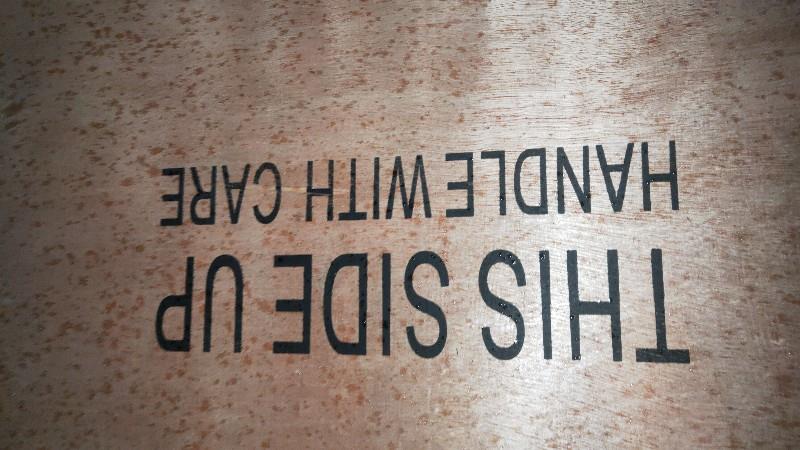 THIS SIDE UP
HANDLE WITH CARE